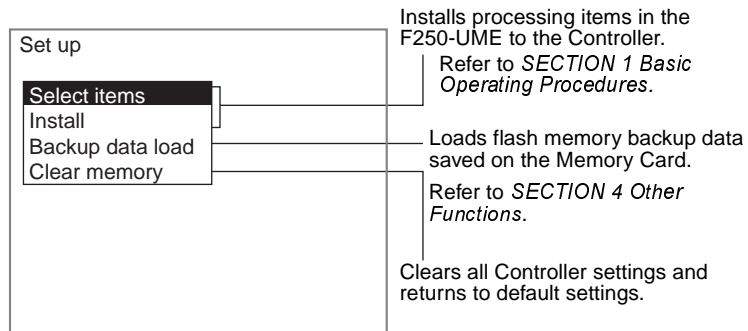 Set up
Select items
Install
Backup data load
Clear memory
Installs processing items in the
F250-UME to the Controller.
Refer to SECTION 1 Basic
Operating Procedures.
Loads flash memory backup data
saved on the Memory Card.
Refer to SECTION 4 Other
Functions.
Clears all Controller settings and
returns to default settings.